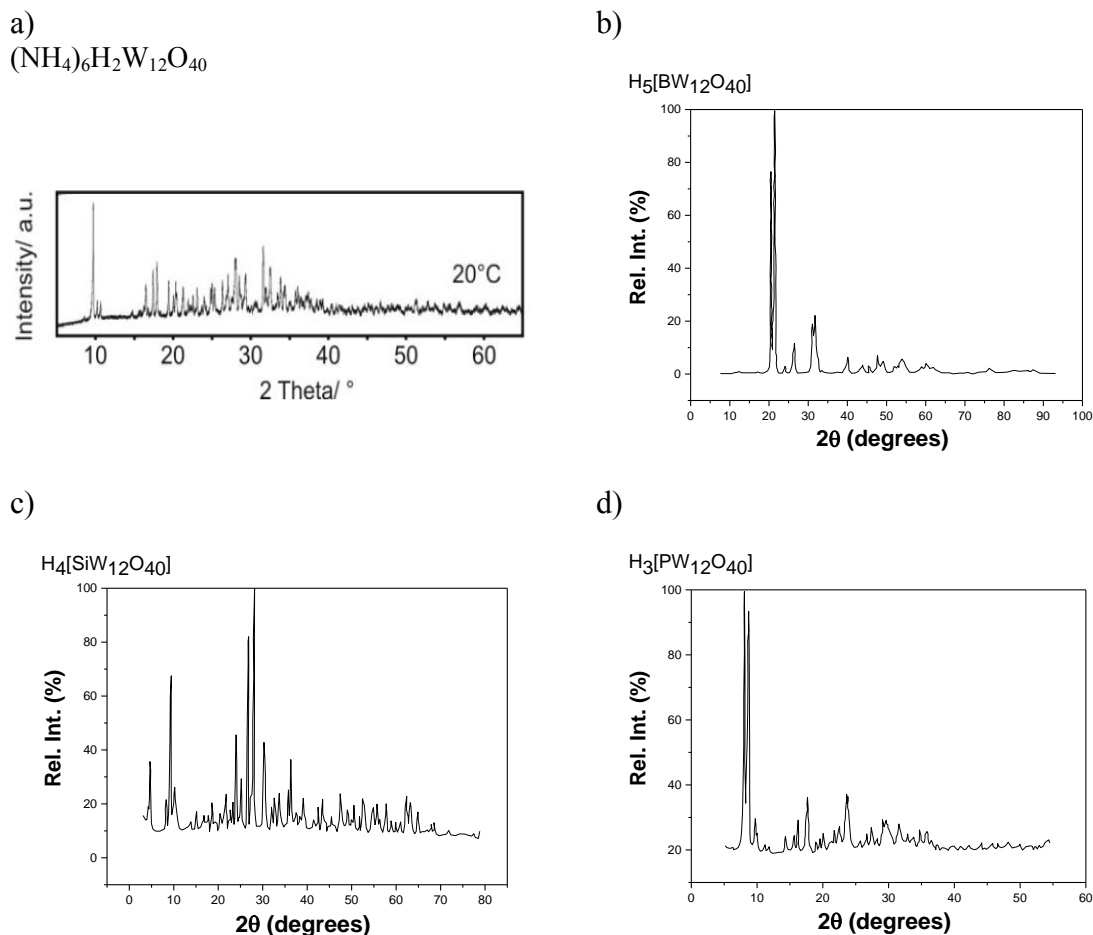 a)
(NH₄)₆H₂W₁₂O₄₀
Intensity/ a.u.
20°C
10 20 30 40 50 60
2 Theta/ °
b)
H₅[BW₁₂O₄₀]
Rel. Int. (%)
100
80
60
40
20
0
0 10 20 30 40 50 60 70 80 90 100
2θ (degrees)
c)
H₄[SiW₁₂O₄₀]
Rel. Int. (%)
100
80
60
40
20
0
0 10 20 30 40 50 60 70 80
2θ (degrees)
d)
H₃[PW₁₂O₄₀]
Rel. Int. (%)
100
80
60
40
20
0 10 20 30 40 50 60
2θ (degrees)